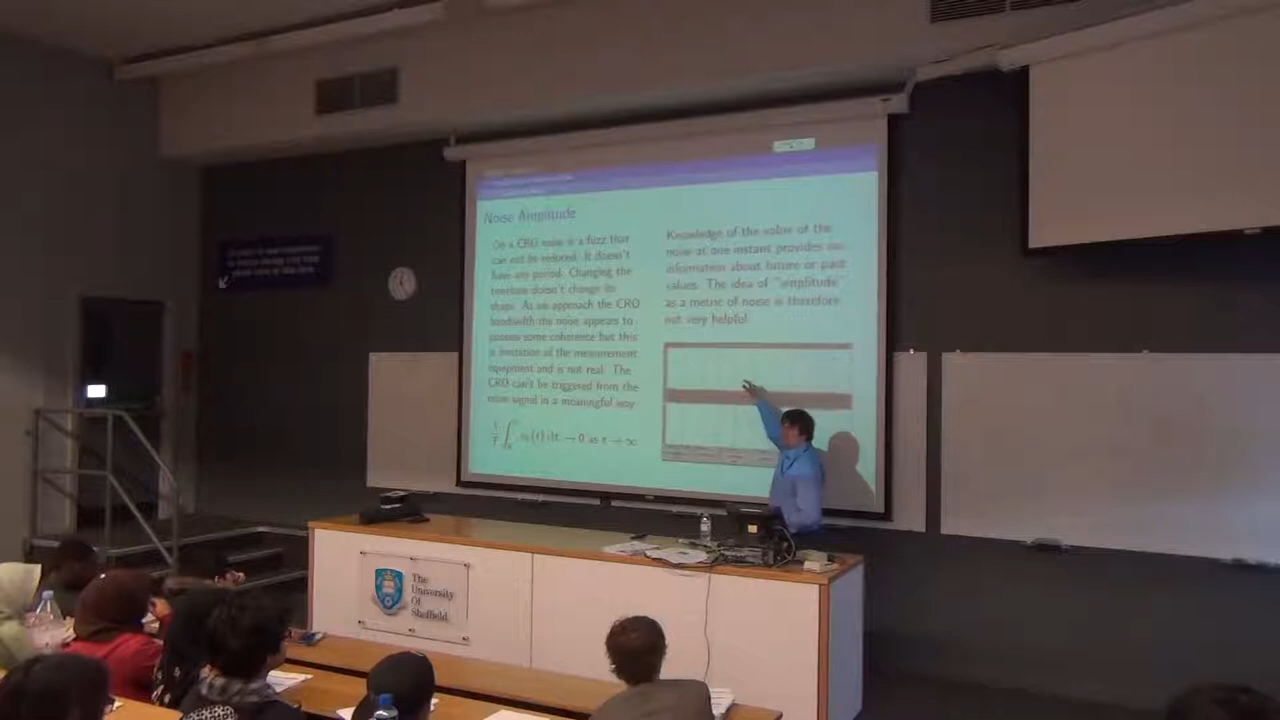 Noise Amplitude
On a CRO noise is a fuzz that
can not be reduced. It doesn't
have any period. Changing the
timebase doesn't change its
shape. As we approach the CRO
bandwidth the noise appears to
possess some coherence but this
is limitation of the measurement
equipment and is not real. The
CRO can't be triggered from the
noise signal in a meaningful way
Knowledge of the value of the
noise at one instant provides no
information about future or past
values. The idea of "amplitude"
as a metric of noise is therefore
not very helpful
The
University
Of
Sheffield.